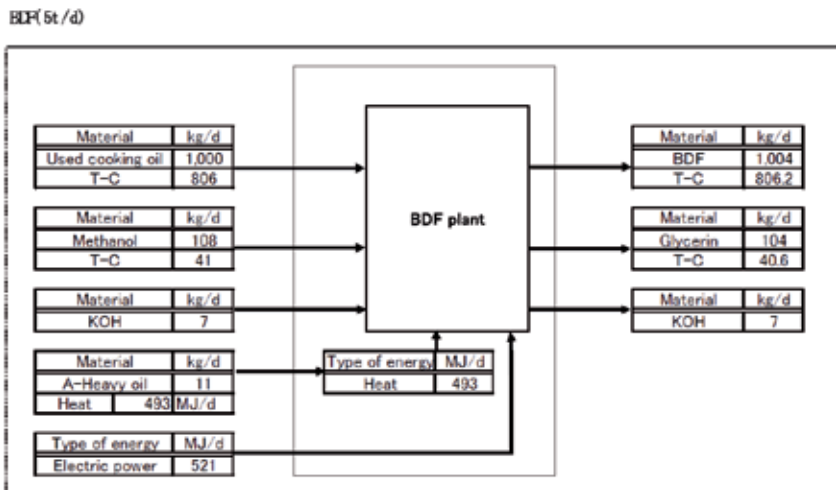 BDF(5t/d)
Material kg/d
Used cooking oil 1,000
T-C 806
Material kg/d
Methanol 108
T-C 41
Material kg/d
KOH 7
Material kg/d
A-Heavy oil 11
Heat 493 MJ/d
Type of energy MJ/d
Electric power 521
BDF plant
Type of energy MJ/d
Heat 493
Material kg/d
BDF 1,004
T-C 806.2
Material kg/d
Glycerin 104
T-C 40.6
Material kg/d
KOH 7